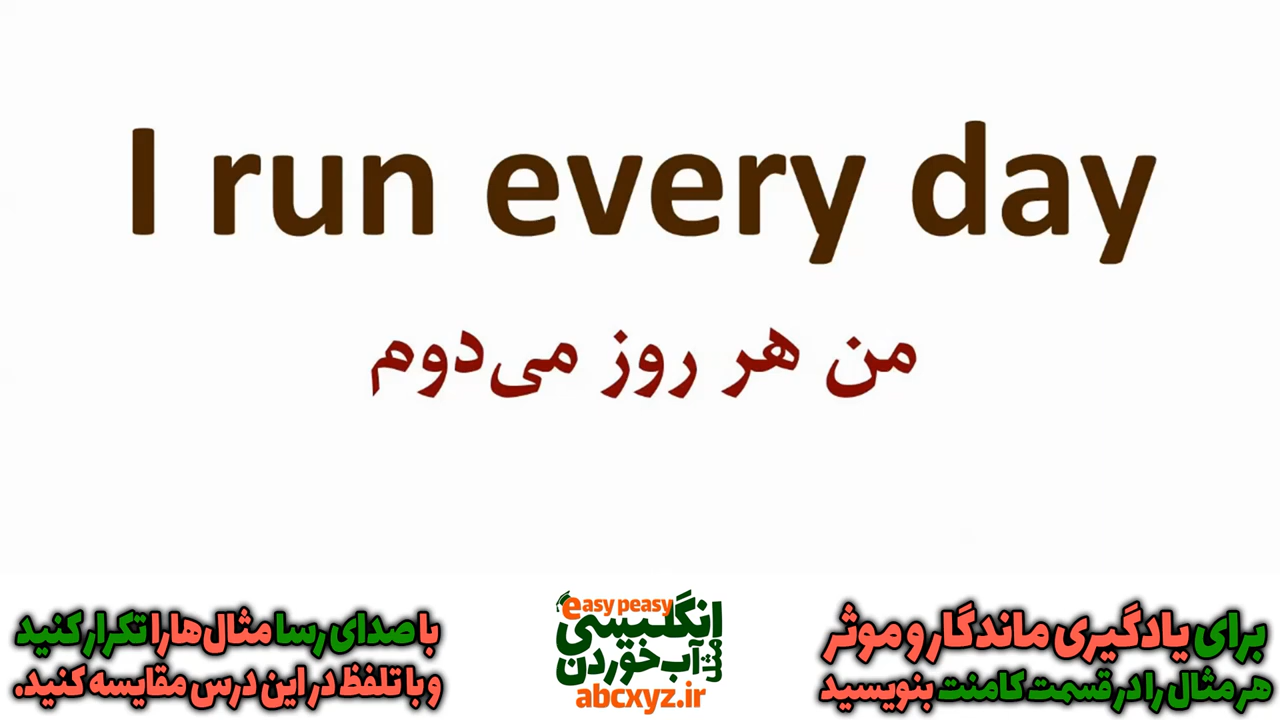 I run every day
من هر روز می‌دوم
برای یادگیری ماندگار و موثر
هر مثال را در قسمت کامنت بنویسید
easy peasy
انگلیسی
مثل آب خوردن
abcxyz.ir
با صدای رسا مثال‌ها را تکرار کنید
و با تلفظ در این درس مقایسه کنید.